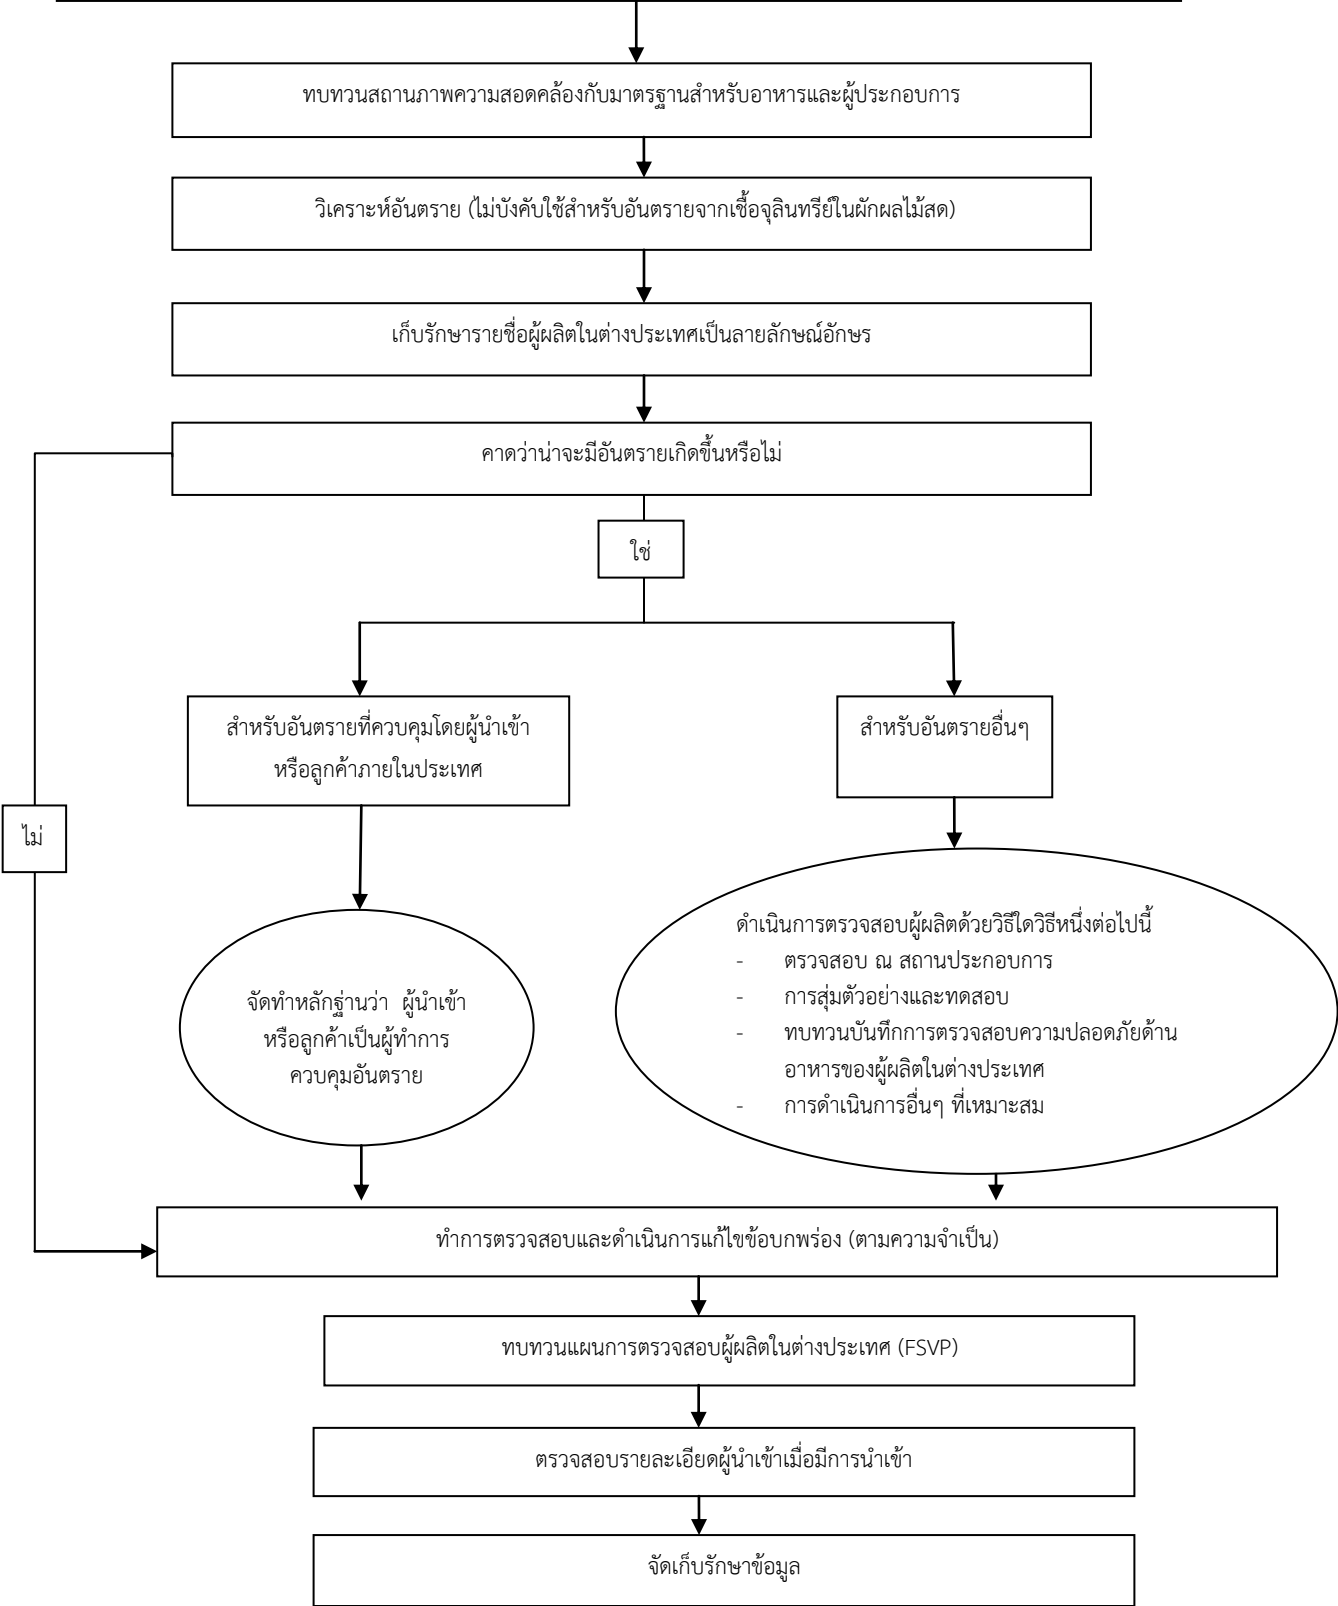 ทบทวนสถานภาพความสอดคล้องกับมาตรฐานสำหรับอาหารและผู้ประกอบการ
วิเคราะห์อันตราย (ไม่บังคับใช้สำหรับอันตรายจากเชื้อจุลินทรีย์ในผักผลไม้สด)
เก็บรักษารายชื่อผู้ผลิตในต่างประเทศเป็นลายลักษณ์อักษร
คาดว่าน่าจะมีอันตรายเกิดขึ้นหรือไม่
ใช่
สำหรับอันตรายที่ควบคุมโดยผู้นำเข้า
หรือลูกค้าภายในประเทศ
สำหรับอันตรายอื่นๆ
ไม่
จัดทำหลักฐานว่า ผู้นำเข้า
หรือลูกค้าเป็นผู้ทำการ
ควบคุมอันตราย
ดำเนินการตรวจสอบผู้ผลิตด้วยวิธีใดวิธีหนึ่งต่อไปนี้
- ตรวจสอบ ณ สถานประกอบการ
- การสุ่มตัวอย่างและทดสอบ
- ทบทวนบันทึกการตรวจสอบความปลอดภัยด้าน
อาหารของผู้ผลิตในต่างประเทศ
- การดำเนินการอื่นๆ ที่เหมาะสม
ทำการตรวจสอบและดำเนินการแก้ไขข้อบกพร่อง (ตามความจำเป็น)
ทบทวนแผนการตรวจสอบผู้ผลิตในต่างประเทศ (FSVP)
ตรวจสอบรายละเอียดผู้นำเข้าเมื่อมีการนำเข้า
จัดเก็บรักษาข้อมูล